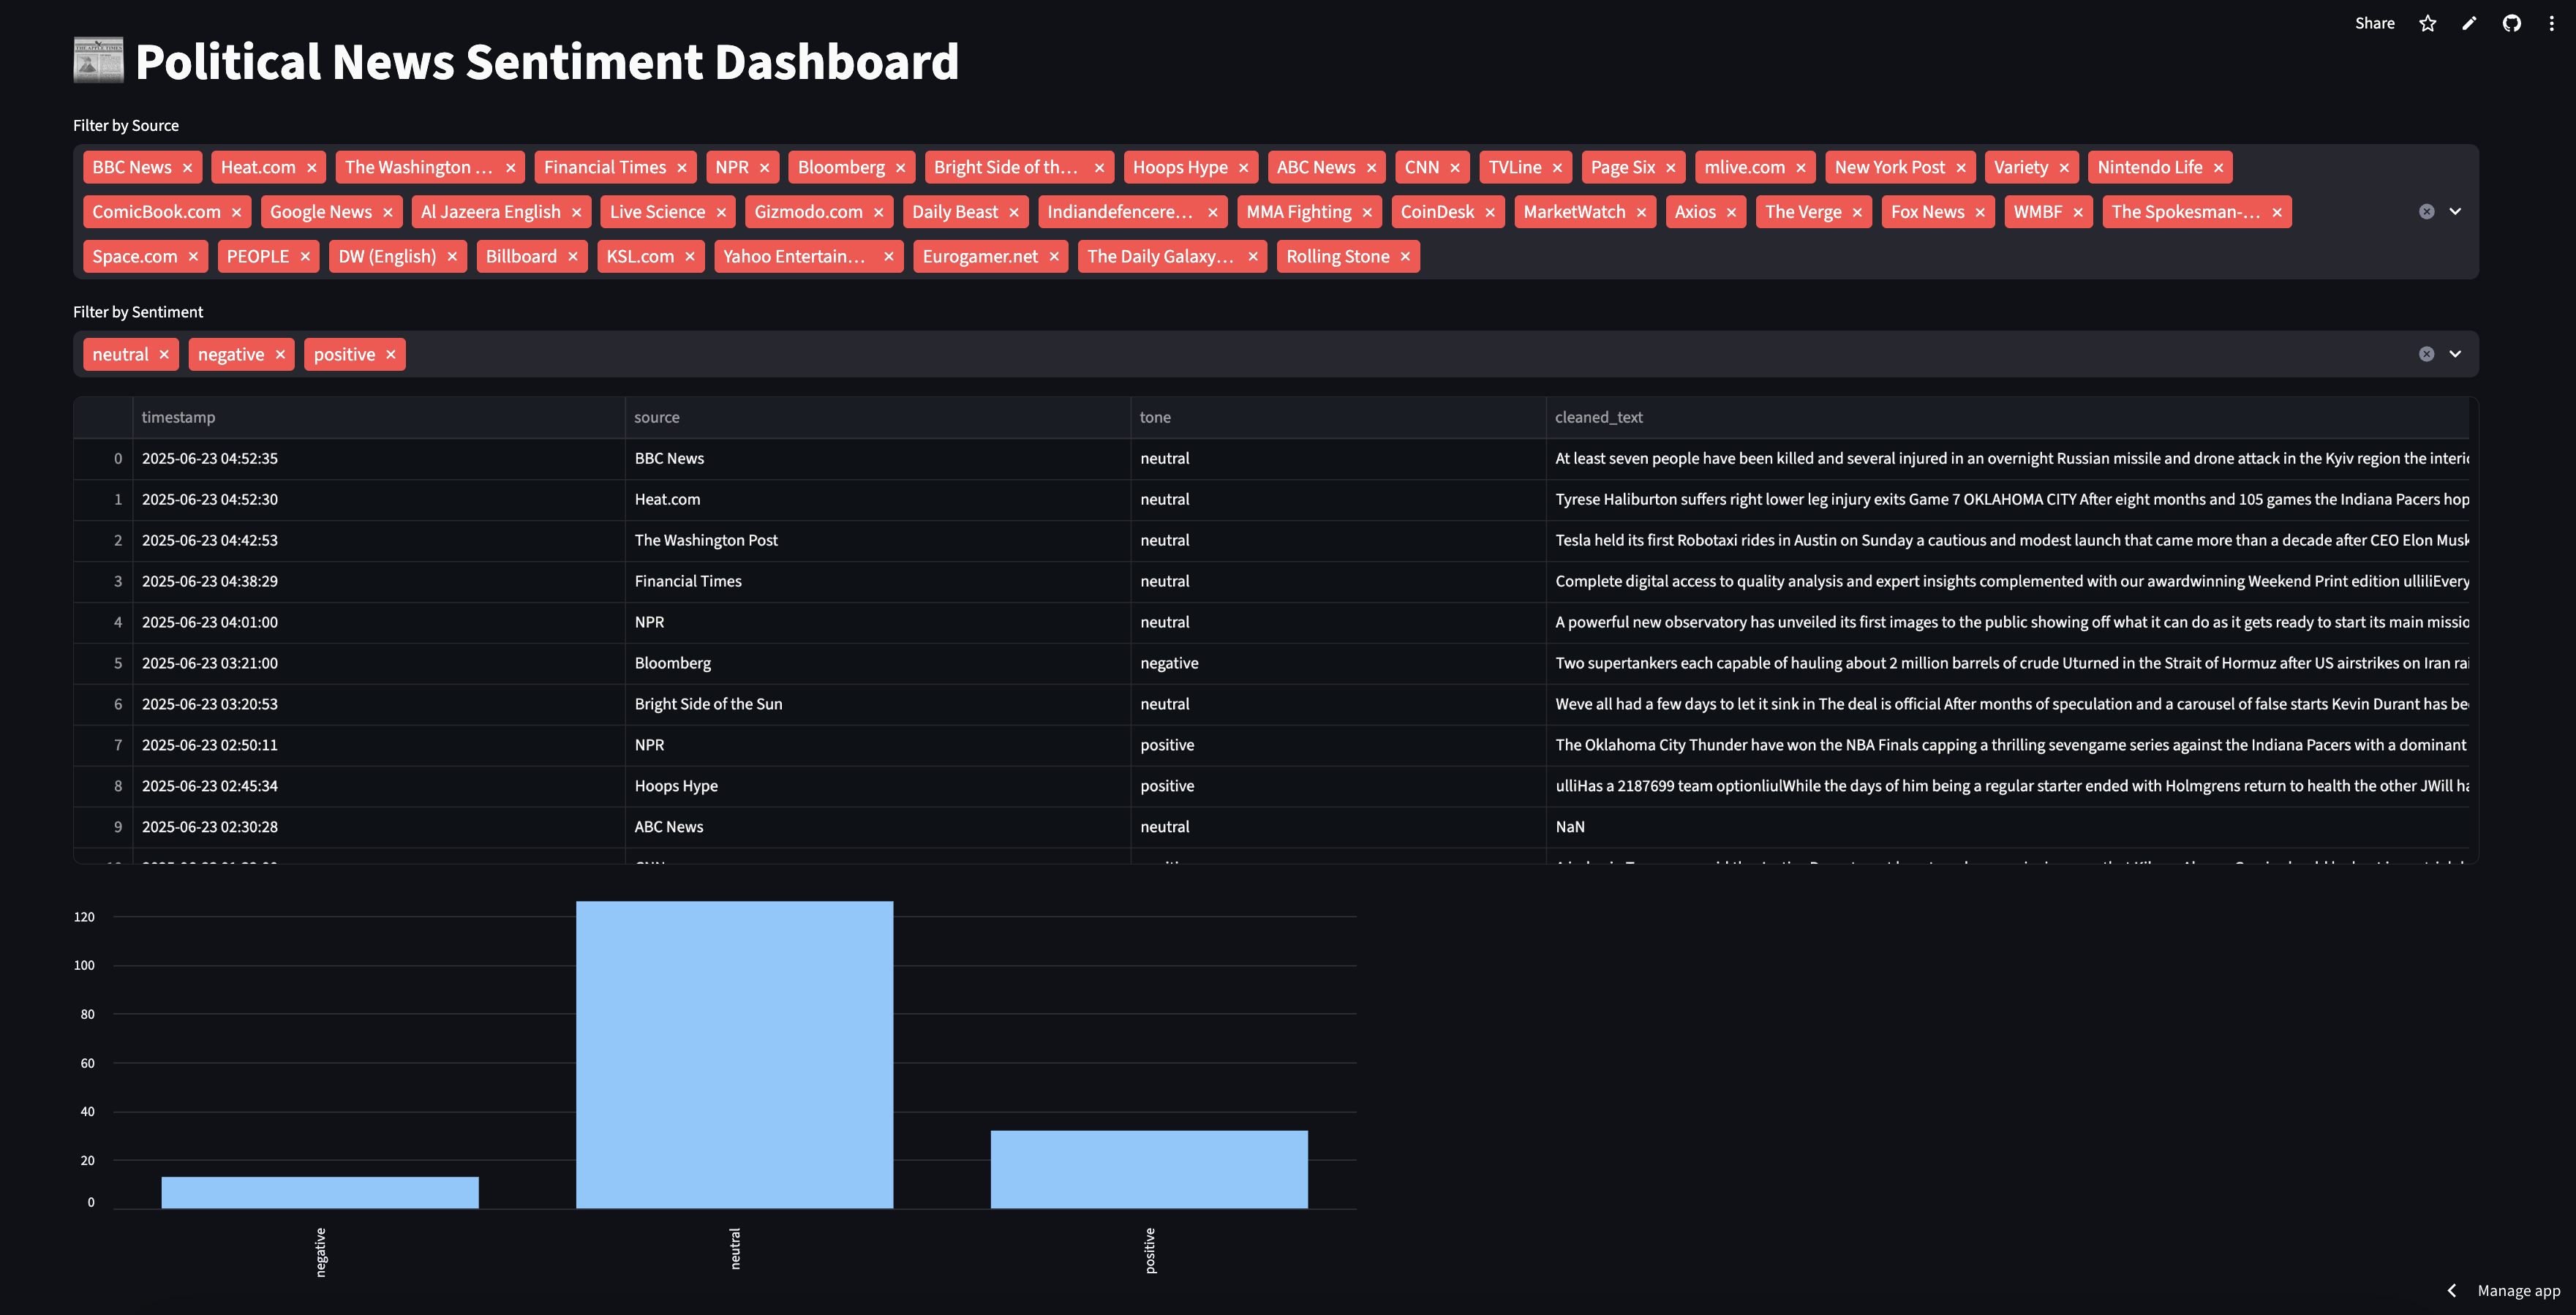 Share
THE APPLE TIMES
Political News Sentiment Dashboard
Filter by Source
BBC News Heat.com The Washington ... Financial Times NPR Bloomberg Bright Side of th... Hoops Hype ABC News CNN TVLine Page Six mlive.com New York Post Variety Nintendo Life
ComicBook.com Google News Al Jazeera English Live Science Gizmodo.com Daily Beast Indiandefencere... MMA Fighting CoinDesk MarketWatch Axios The Verge Fox News WMBF The Spokesman-...
Space.com PEOPLE DW (English) Billboard KSL.com Yahoo Entertain... Eurogamer.net The Daily Galaxy... Rolling Stone
Filter by Sentiment
neutral negative positive
timestamp source tone cleaned_text
0 2025-06-23 04:52:35 BBC News neutral At least seven people have been killed and several injured in an overnight Russian missile and drone attack in the Kyiv region the interic
1 2025-06-23 04:52:30 Heat.com neutral Tyrese Haliburton suffers right lower leg injury exits Game 7 OKLAHOMA CITY After eight months and 105 games the Indiana Pacers hop
2 2025-06-23 04:42:53 The Washington Post neutral Tesla held its first Robotaxi rides in Austin on Sunday a cautious and modest launch that came more than a decade after CEO Elon Musk
3 2025-06-23 04:38:29 Financial Times neutral Complete digital access to quality analysis and expert insights complemented with our awardwinning Weekend Print edition ulliliEvery
4 2025-06-23 04:01:00 NPR neutral A powerful new observatory has unveiled its first images to the public showing off what it can do as it gets ready to start its main missio
5 2025-06-23 03:21:00 Bloomberg negative Two supertankers each capable of hauling about 2 million barrels of crude Uturned in the Strait of Hormuz after US airstrikes on Iran rai
6 2025-06-23 03:20:53 Bright Side of the Sun neutral Weve all had a few days to let it sink in The deal is official After months of speculation and a carousel of false starts Kevin Durant has be
7 2025-06-23 02:50:11 NPR positive The Oklahoma City Thunder have won the NBA Finals capping a thrilling sevengame series against the Indiana Pacers with a dominant
8 2025-06-23 02:45:34 Hoops Hype positive ulliHas a 2187699 team optionliulWhile the days of him being a regular starter ended with Holmgrens return to health the other JWill ha
9 2025-06-23 02:30:28 ABC News neutral NaN
120
100
80
60
40
20
0
negative neutral positive
Manage app